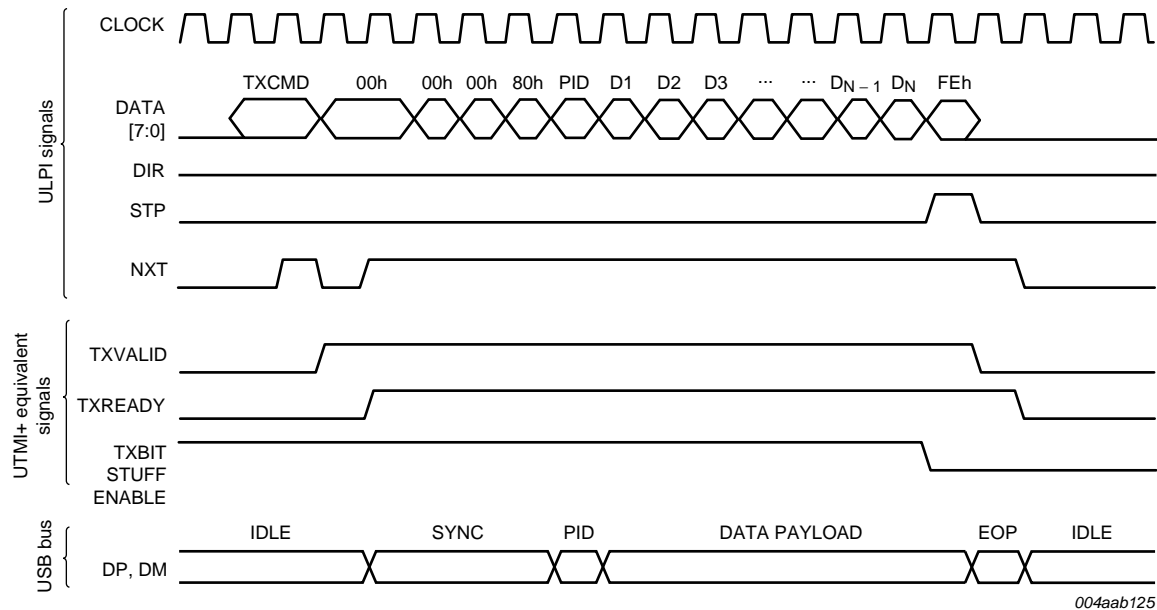 ULPI signals
CLOCK
TXCMD 00h 00h 00h 80h PID D1 D2 D3 ... ... DN – 1 DN FEh
DATA
[7:0]
DIR
STP
NXT
UTMI+ equivalent
signals
TXVALID
TXREADY
TXBIT
STUFF
ENABLE
USB bus
IDLE SYNC PID DATA PAYLOAD EOP IDLE
DP, DM
004aab125